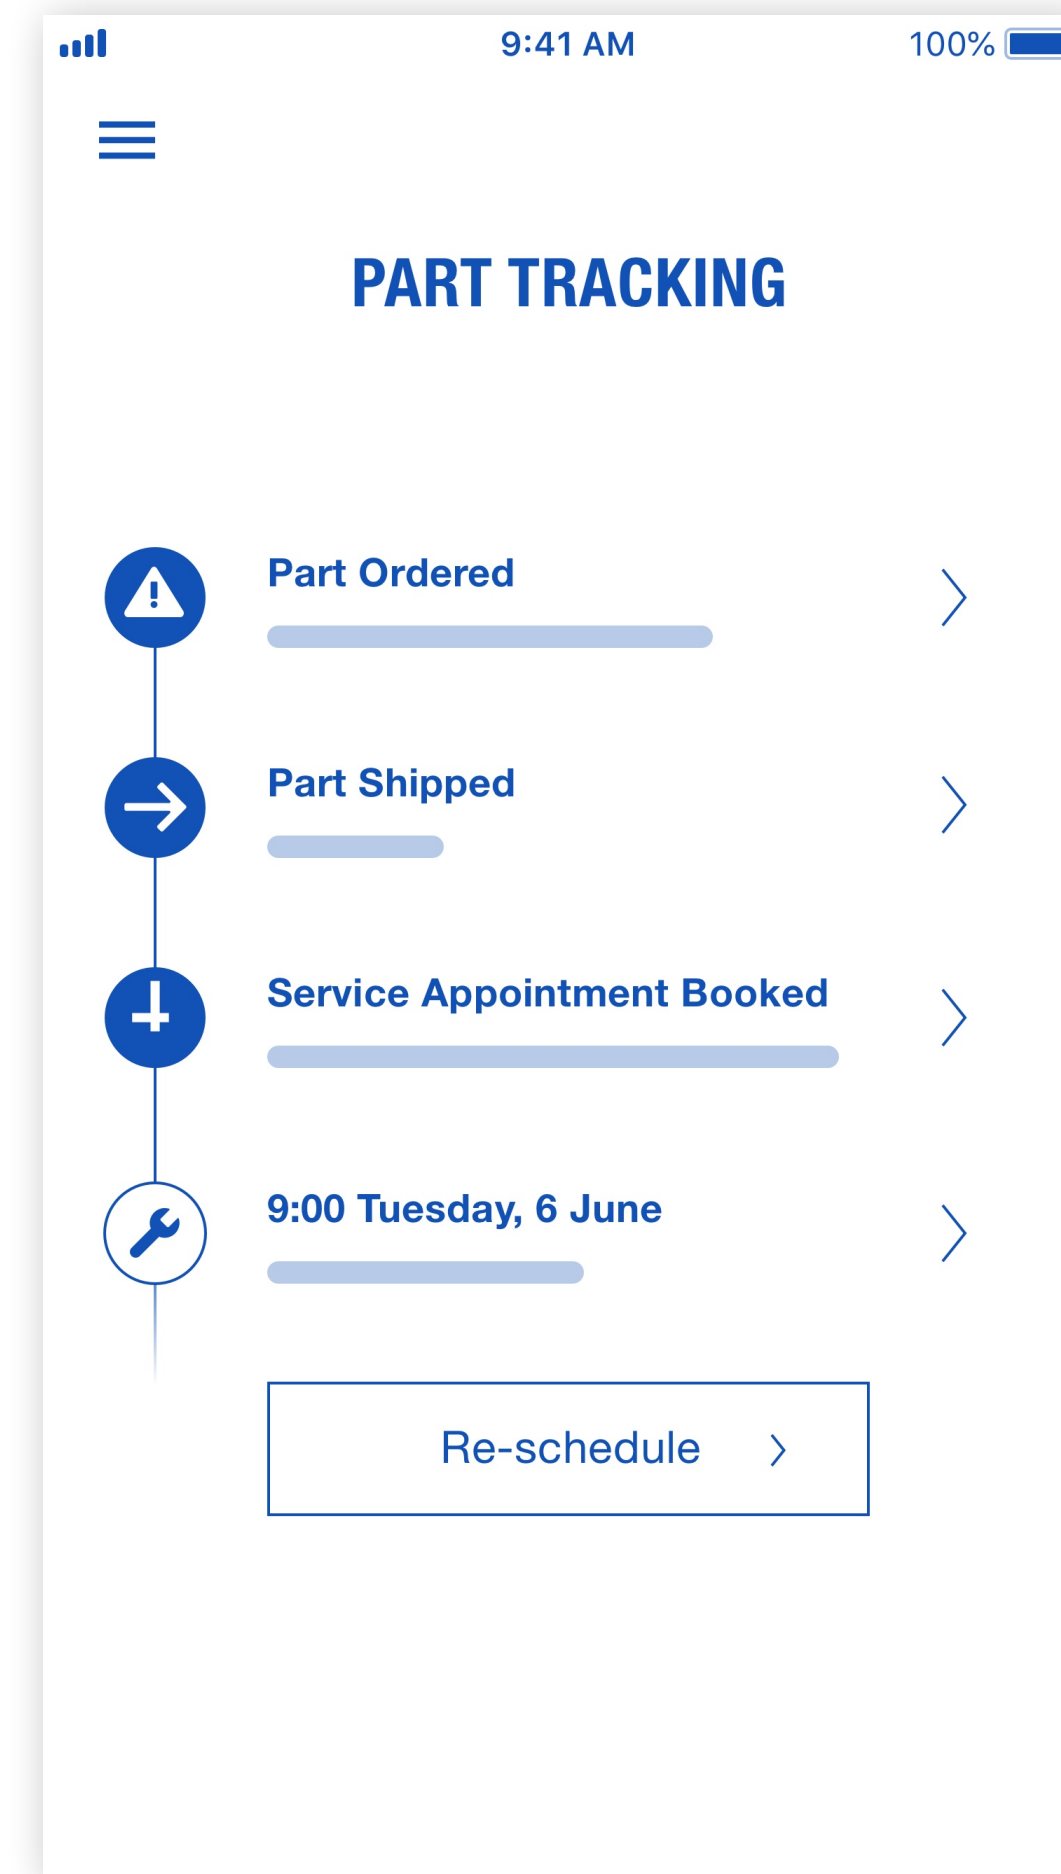 9:41 AM 100%
PART TRACKING
Part Ordered
Part Shipped
Service Appointment Booked
9:00 Tuesday, 6 June
Re-schedule